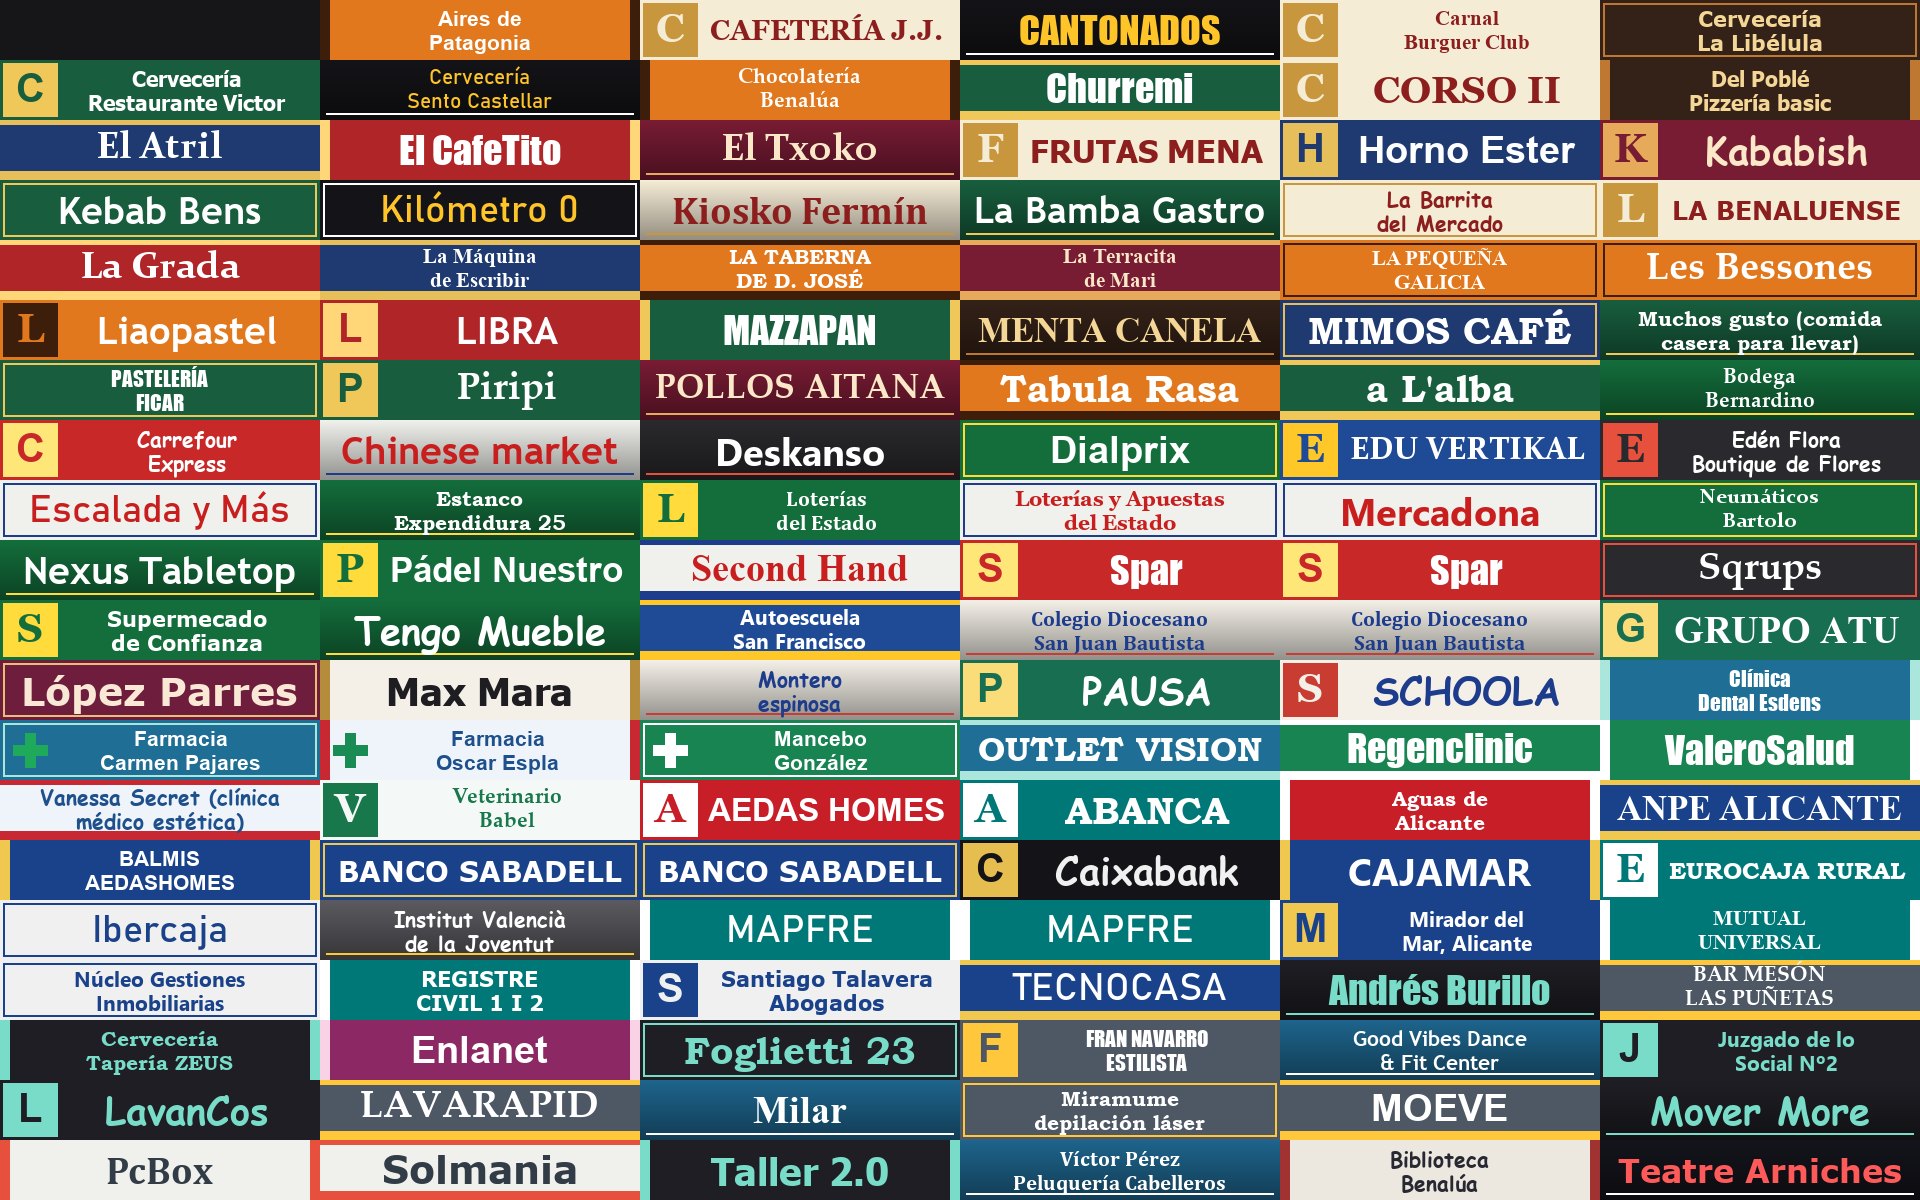 Aires de
Patagonia
C
CAFETERÍA J.J.
CANTONADOS
C
Carnal
Burguer Club
Cervecería
La Libélula
C
Cervecería
Restaurante Victor
Cervecería
Sento Castellar
Chocolatería
Benalúa
Churremi
C
CORSO II
Del Poblé
Pizzería basic
El Atril
El CafeTito
El Txoko
F
FRUTAS MENA
H
Horno Ester
K
Kababish
Kebab Bens
Kilómetro 0
Kiosko Fermín
La Bamba Gastro
La Barrita
del Mercado
L
LA BENALUENSE
La Grada
La Máquina
de Escribir
LA TABERNA
DE D. JOSÉ
La Terracita
de Mari
LA PEQUEÑA
GALICIA
Les Bessones
L
Liaopastel
L
LIBRA
MAZZAPAN
MENTA CANELA
MIMOS CAFÉ
Muchos gusto (comida
casera para llevar)
PASTELERÍA
FICAR
P
Piripi
POLLOS AITANA
Tabula Rasa
a L'alba
Bodega
Bernardino
C
Carrefour
Express
Chinese market
Deskanso
Dialprix
E
EDU VERTIKAL
E
Edén Flora
Boutique de Flores
Escalada y Más
Estanco
Expendidura 25
L
Loterías
del Estado
Loterías y Apuestas
del Estado
Mercadona
Neumáticos
Bartolo
Nexus Tabletop
P
Pádel Nuestro
Second Hand
S
Spar
S
Spar
Sqrups
S
Supermecado
de Confianza
Tengo Mueble
Autoescuela
San Francisco
Colegio Diocesano
San Juan Bautista
Colegio Diocesano
San Juan Bautista
G
GRUPO ATU
López Parres
Max Mara
Montero
espinosa
P
PAUSA
S
SCHOOLA
Clínica
Dental Esdens
Farmacia
Carmen Pajares
Farmacia
Oscar Espla
Mancebo
González
OUTLET VISION
Regenclinic
ValeroSalud
Vanessa Secret (clínica
médico estética)
V
Veterinario
Babel
A
AEDAS HOMES
A
ABANCA
Aguas de
Alicante
ANPE ALICANTE
BALMIS
AEDASHOMES
BANCO SABADELL
BANCO SABADELL
C
Caixabank
CAJAMAR
E
EUROCAJA RURAL
Ibercaja
Institut Valencià
de la Joventut
MAPFRE
MAPFRE
M
Mirador del
Mar, Alicante
MUTUAL
UNIVERSAL
Núcleo Gestiones
Inmobiliarias
REGISTRE
CIVIL 1 I 2
S
Santiago Talavera
Abogados
TECNOCASA
Andrés Burillo
BAR MESÓN
LAS PUÑETAS
Cervecería
Tapería ZEUS
Enlanet
Foglietti 23
F
FRAN NAVARRO
ESTILISTA
Good Vibes Dance
& Fit Center
J
Juzgado de lo
Social Nº2
L
LavanCos
LAVARAPID
Milar
Miramume
depilación láser
MOEVE
Mover More
PcBox
Solmania
Taller 2.0
Víctor Pérez
Peluquería Cabelleros
Biblioteca
Benalúa
Teatre Arniches